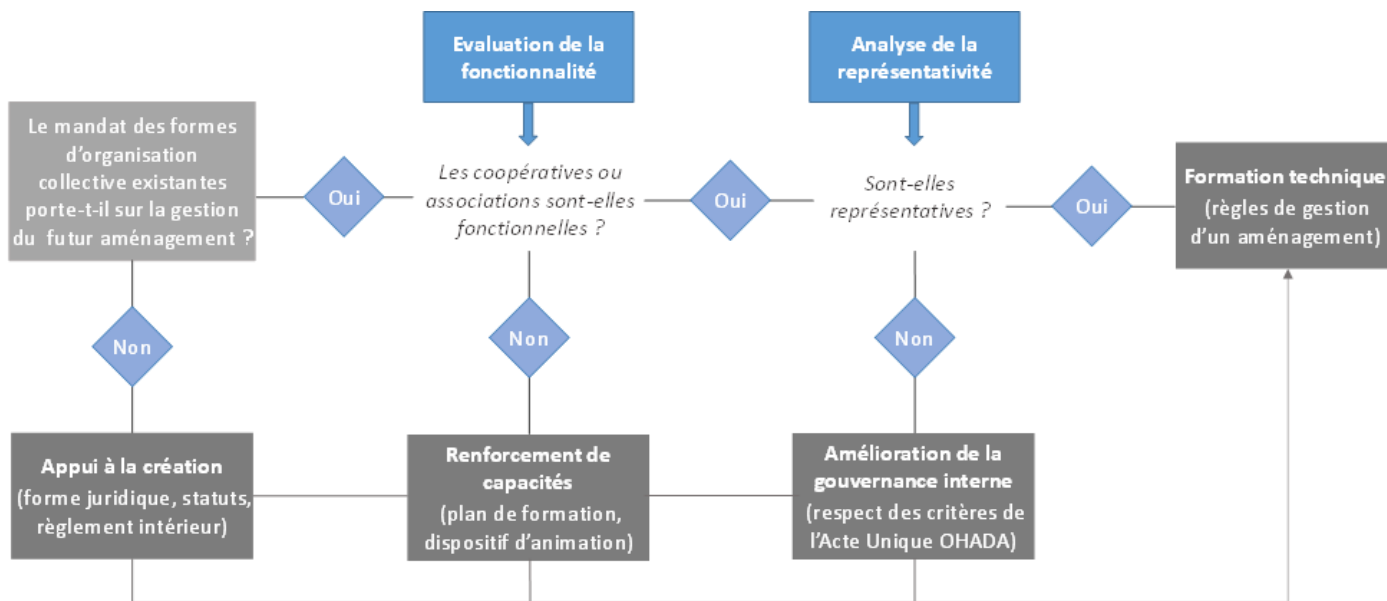 Evaluation de la
fonctionnalité
Analyse de la
représentativité
Le mandat des formes
d'organisation
collective existantes
porte-t-il sur la gestion
du futur aménagement ?
Oui
Les coopératives ou
associations sont-elles
fonctionnelles ?
Oui
Sont-elles
représentatives ?
Oui
Formation technique
(règles de gestion
d'un aménagement)
Non
Non
Non
Appui à la création
(forme juridique, statuts,
règlement intérieur)
Renforcement de
capacités
(plan de formation,
dispositif d'animation)
Amélioration de la
gouvernance interne
(respect des critères de
l'Acte Unique OHADA)